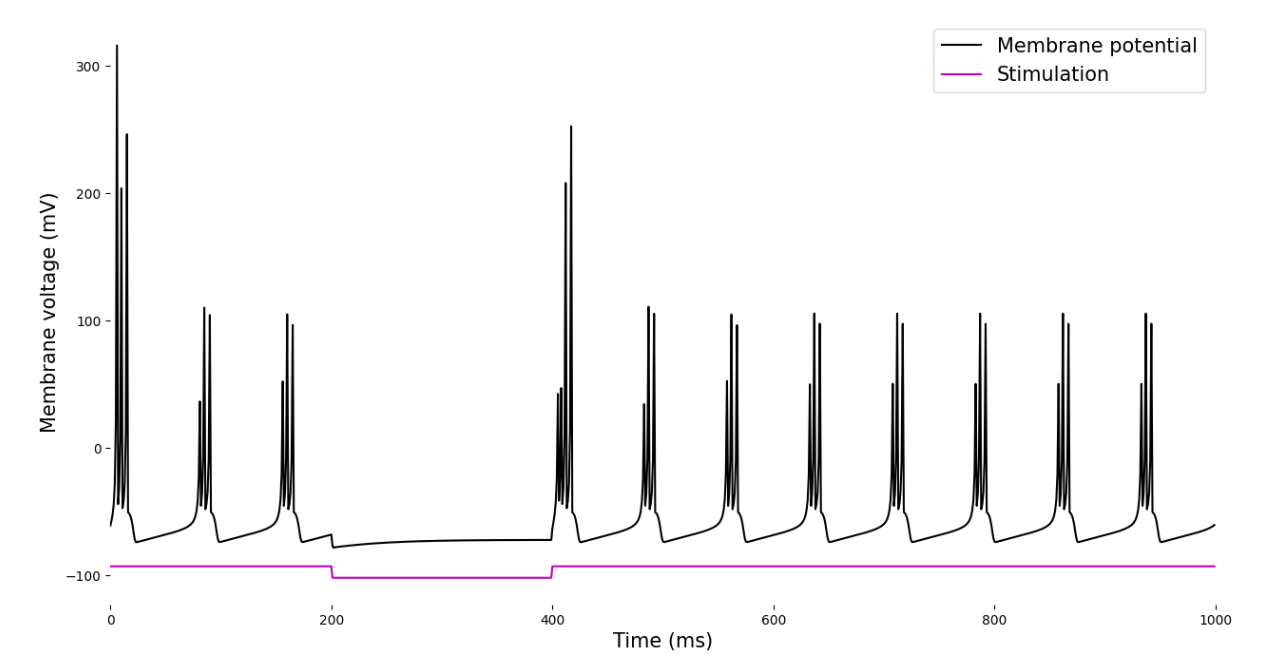 Membrane potential
Stimulation
Membrane voltage (mV)
300
200
100
0
−100
0 200 400 600 800 1000
Time (ms)